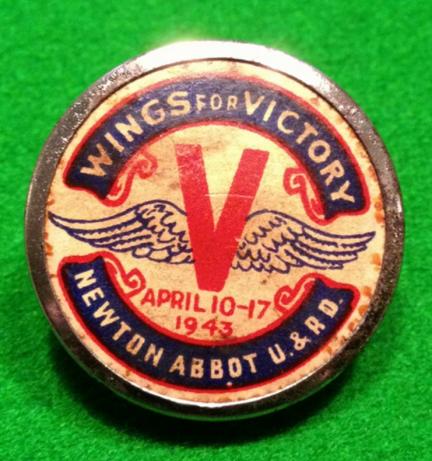 WINGS FOR VICTORY
V
APRIL 10-17
1943
NEWTON ABBOT U. & R.D.